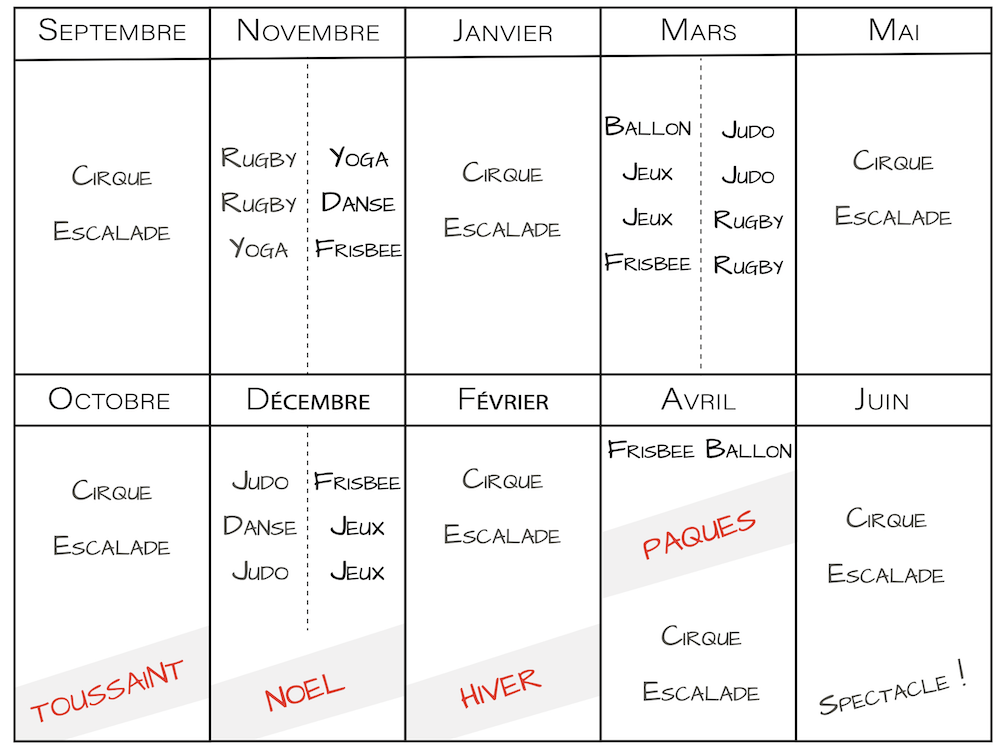 Septembre
Cirque
Escalade
Novembre
Rugby Yoga
Rugby Danse
Yoga Frisbee
Janvier
Cirque
Escalade
Mars
Ballon Judo
Jeux Judo
Jeux Rugby
Frisbee Rugby
Mai
Cirque
Escalade
Octobre
Cirque
Escalade
TOUSSAINT
Décembre
Judo Frisbee
Danse Jeux
Judo Jeux
NOEL
Février
Cirque
Escalade
HIVER
Avril
Frisbee Ballon
PAQUES
Cirque
Escalade
Juin
Cirque
Escalade
Spectacle !